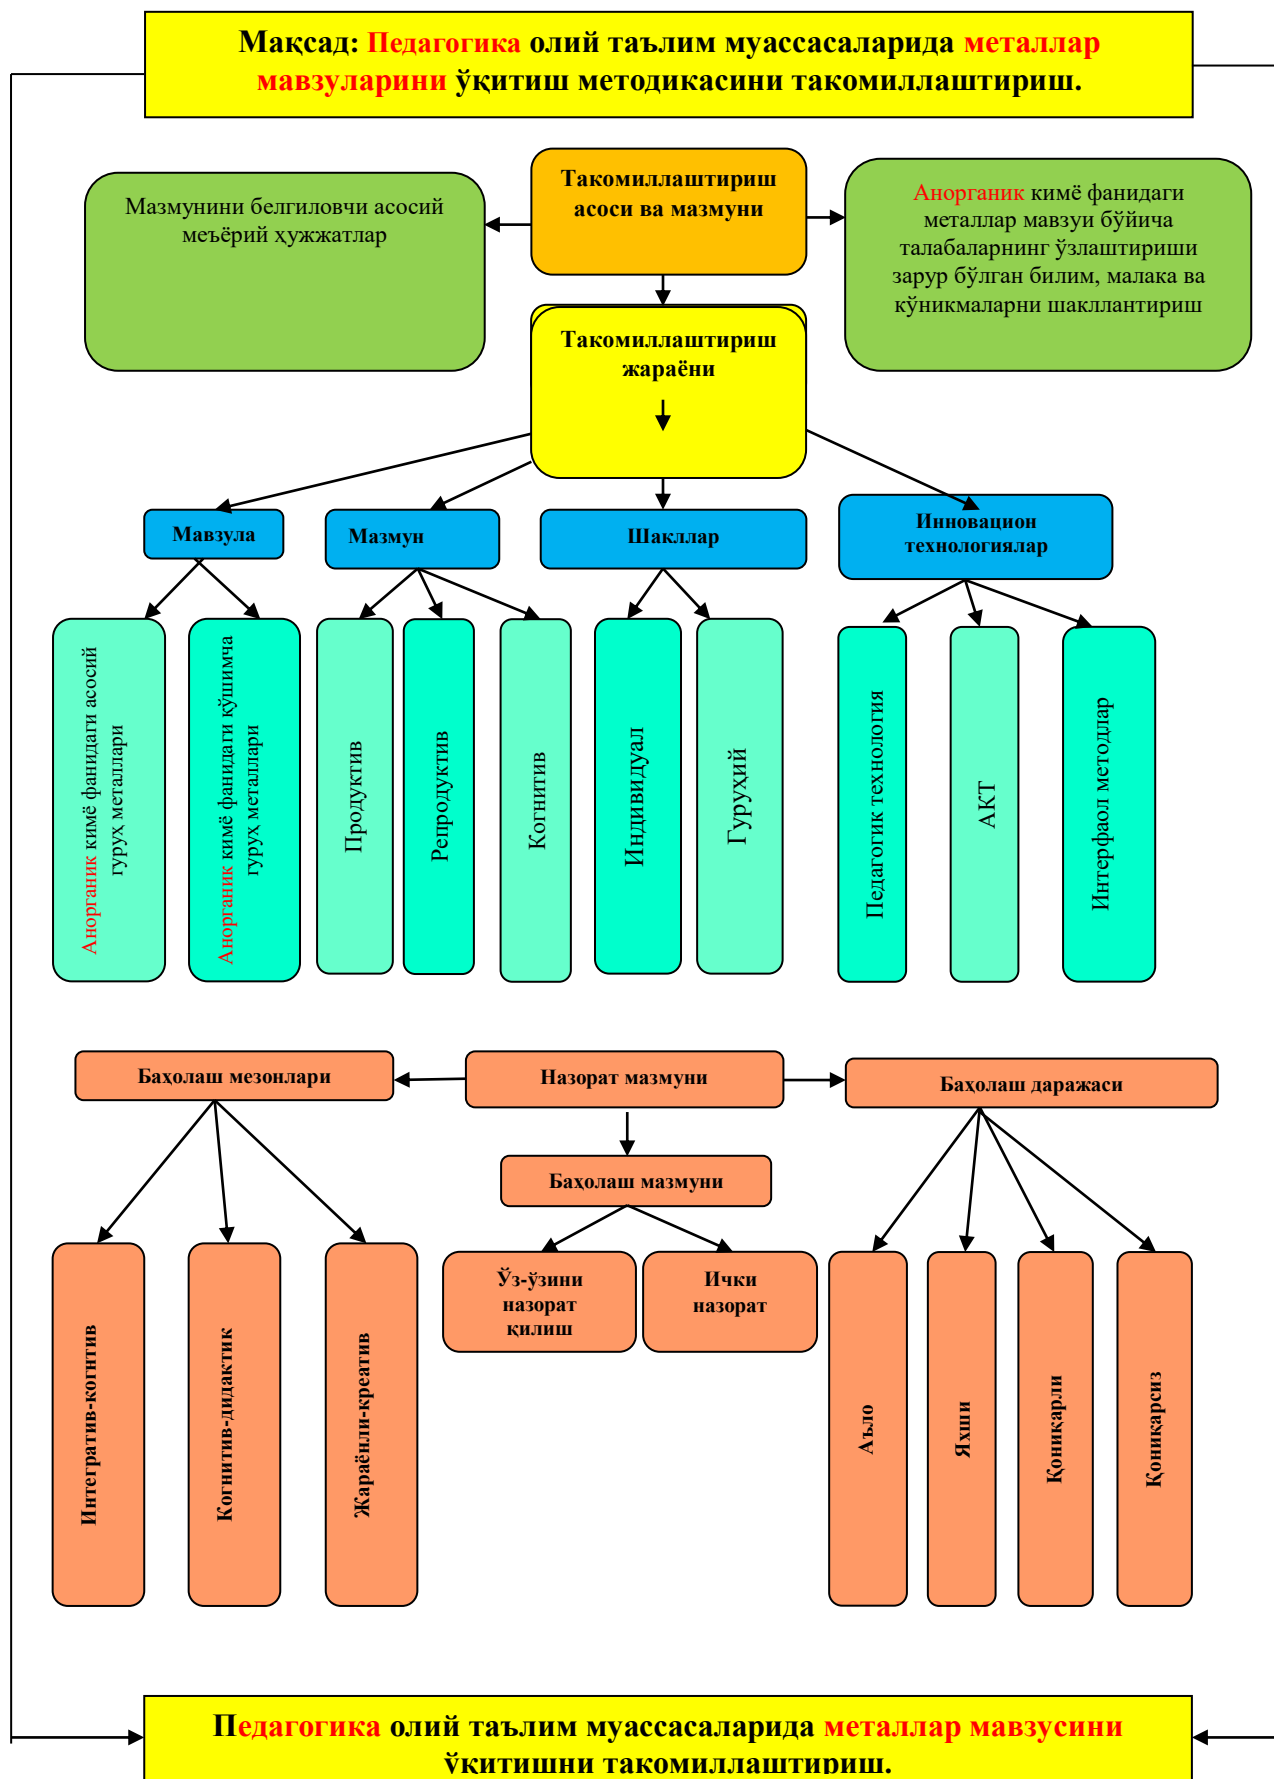 Мақсад: Педагогика олий таълим муассасаларида металлар
мавзуларини ўқитиш методикасини такомиллаштириш.
Мазмунини белгиловчи асосий
меъёрий ҳужжатлар
Такомиллаштириш
асоси ва мазмуни
Анорганик кимё фанидаги
металлар мавзуи бўйича
талабаларнинг ўзлаштириши
зарур бўлган билим, малака ва
кўникмаларни шакллантириш
Такомиллаштириш
жараёни
Мавзула
Мазмун
Шакллар
Инновацион
технологиялар
Анорганик кимё фанидаги асосий
гуруҳ металлари
Анорганик кимё фанидаги қўшимча
гуруҳ металлари
Продуктив
Репродуктив
Когнитив
Индивидуал
Гуруҳий
Педагогик технология
АКТ
Интерфаол методлар
Баҳолаш мезонлари
Назорат мазмуни
Баҳолаш даражаси
Баҳолаш мазмуни
Ўз-ўзини
назорат
қилиш
Ички
назорат
Интегратив-когнтив
Когнитив-дидактик
Жараёнли-креатив
Аъло
Яхши
Қониқарли
Қониқарсиз
Педагогика олий таълим муассасаларида металлар мавзусини
ўқитишни такомиллаштириш.